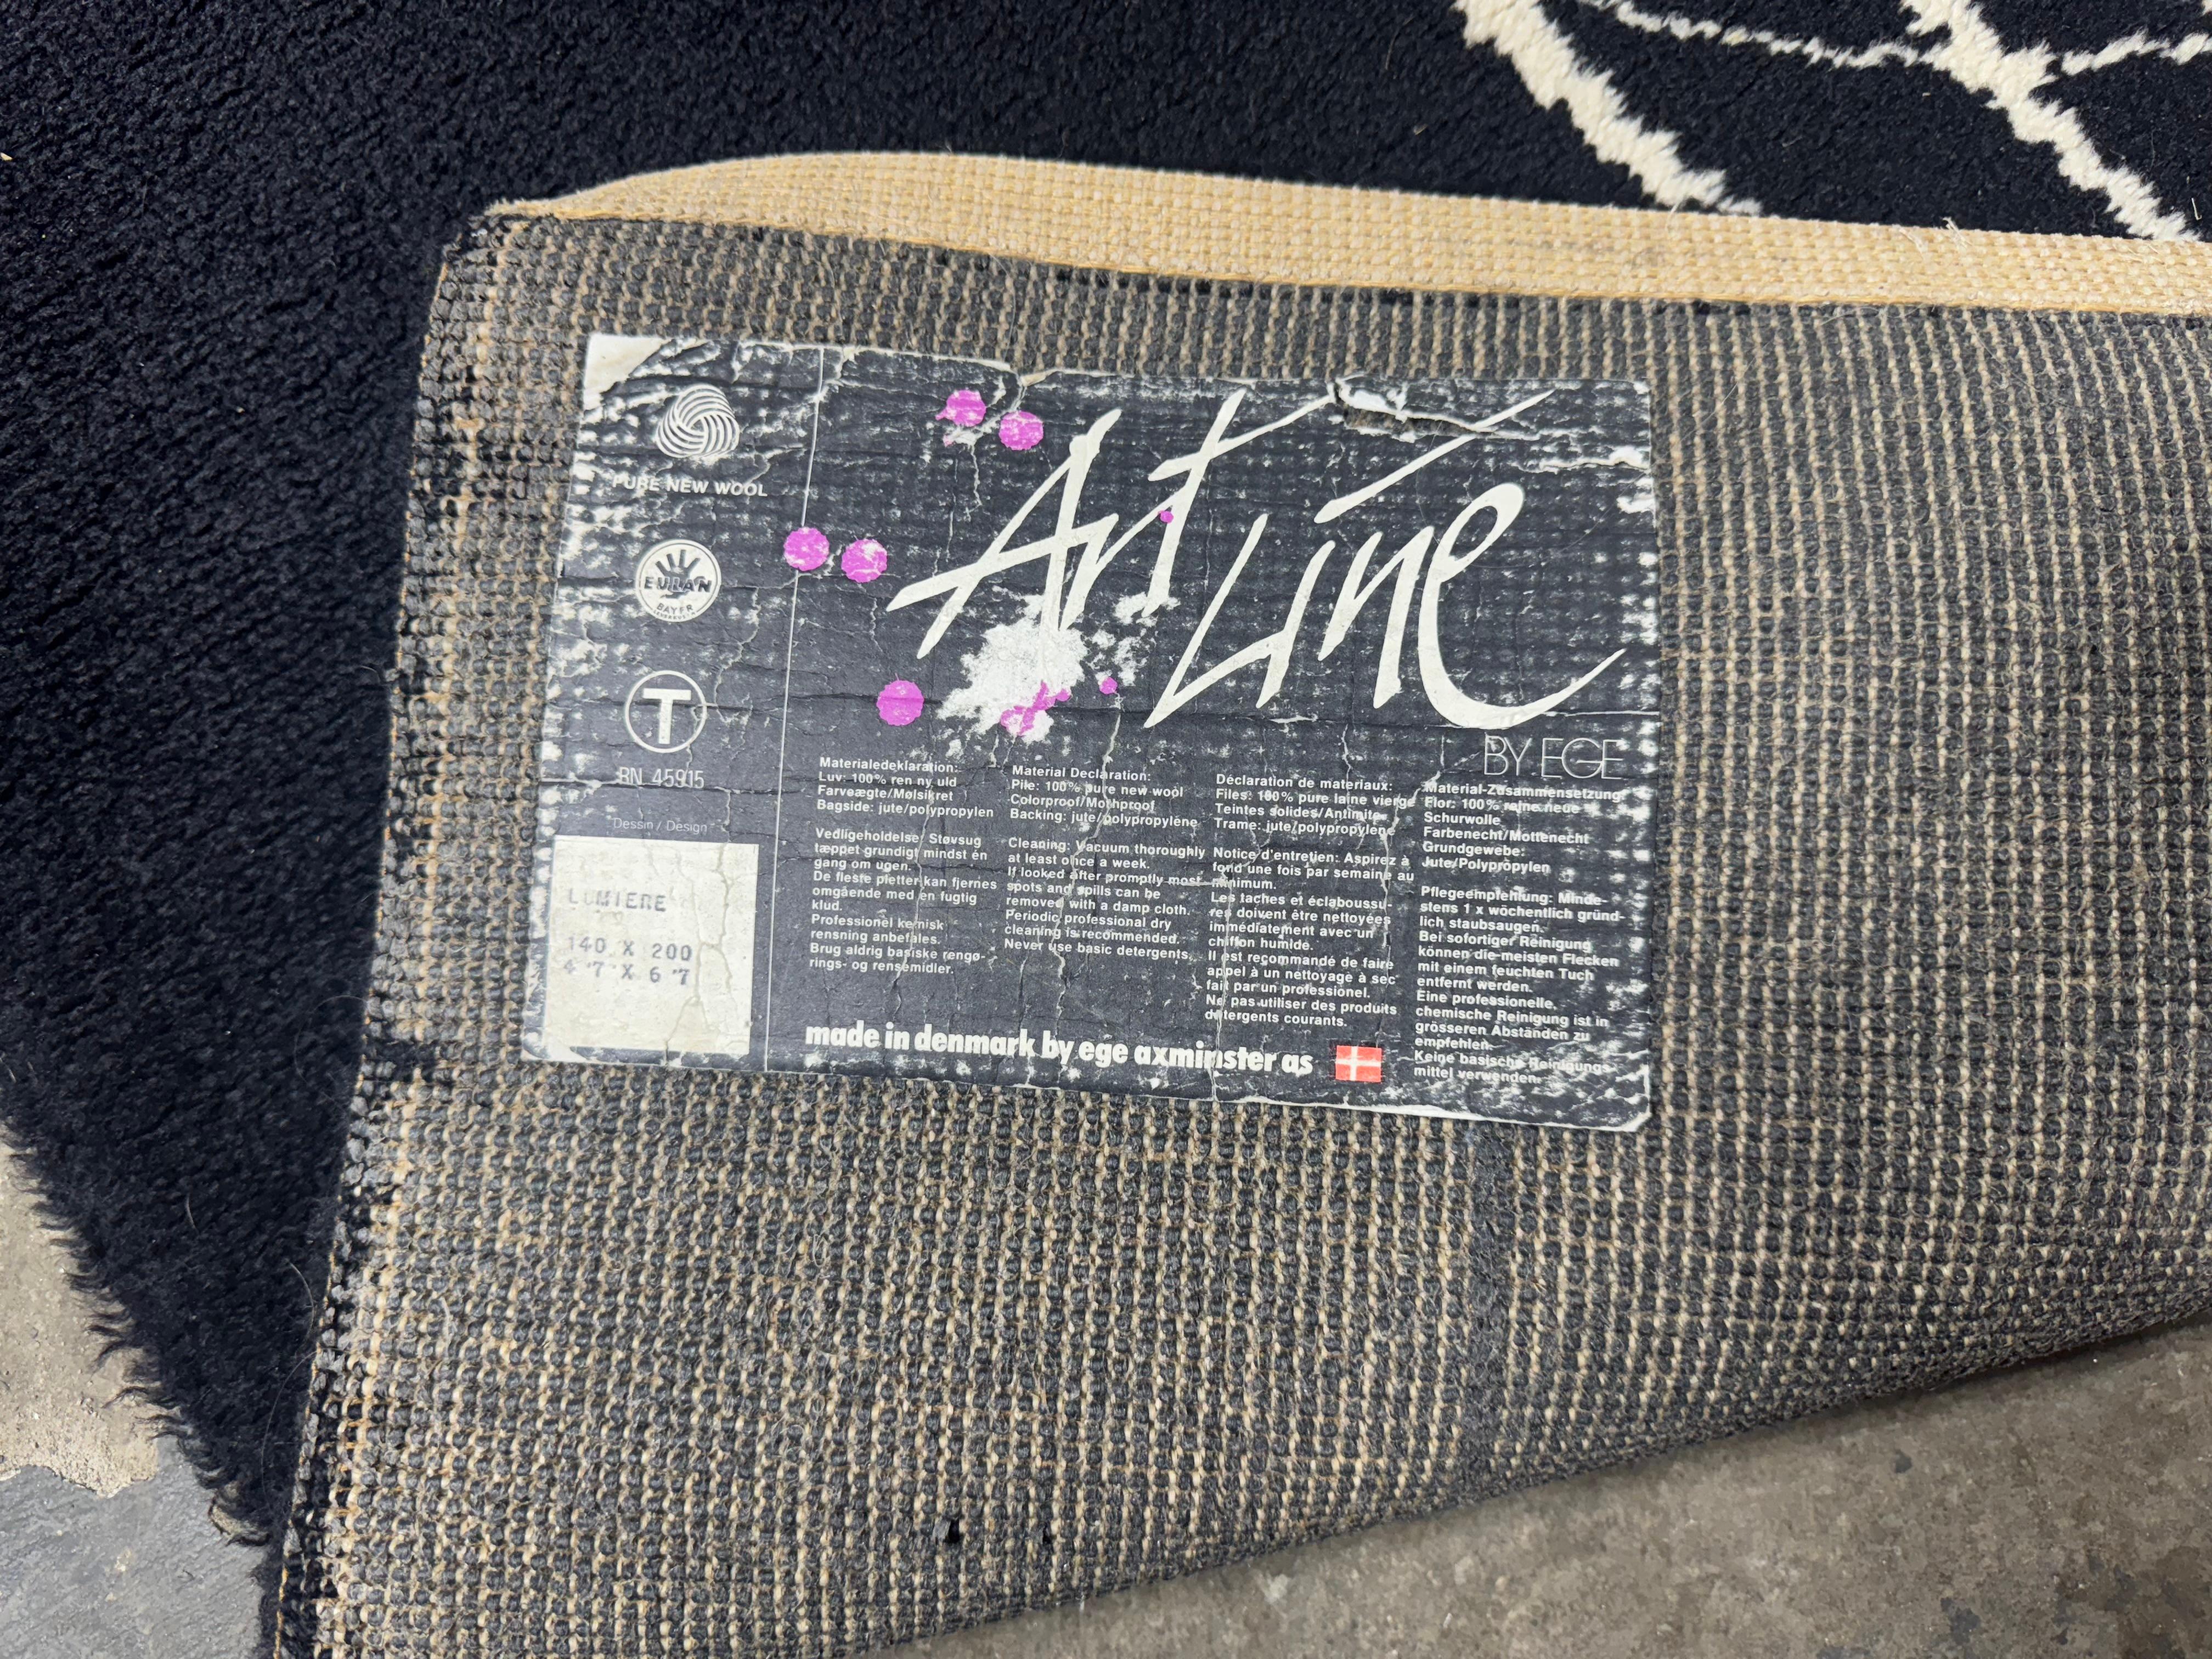 PURE NEW WOOL
EULAN
BAYER
T
RN 45915
Dessin / Design
LUMIERE
140 X 200
4'7 X 6'7
Art Line
BY EGE
Materialedeklaration:
Luv: 100% ren ny uld
Farveægte/Mølsikret
Bagside: jute/polypropylen
Vedligeholdelse: Støvsug
tæppet grundigt mindst én
gang om ugen.
De fleste pletter kan fjernes
omgående med en fugtig
klud.
Professionel kemisk
rensning anbefales.
Brug aldrig basiske rengø-
rings- og rensemidler.
Material Declaration:
Pile: 100% pure new wool
Colorproof/Mothproof
Backing: jute/polypropylene
Cleaning: Vacuum thoroughly
at least once a week.
If looked after promptly most
spots and spills can be
removed with a damp cloth.
Periodic professional dry
cleaning is recommended.
Never use basic detergents.
Déclaration de materiaux:
Files: 100% pure laine vierge
Teintes solides/Antimite
Trame: jute/polypropylène
Notice d'entretien: Aspirez à
fond une fois par semaine au
minimum.
Les taches et éclaboussu-
res doivent être nettoyées
immédiatement avec un
chiffon humide.
Il est recommandé de faire
appel à un nettoyage à sec
fait par un professionel.
Ne pas utiliser des produits
detergents courants.
Material-Zusammensetzung:
Flor: 100% reine neue
Schurwolle
Farbenecht/Mottenecht
Grundgewebe:
Jute/Polypropylen
Pflegeempfehlung: Minde-
stens 1 x wöchentlich gründ-
lich staubsaugen.
Bei sofortiger Reinigung
können die meisten Flecken
mit einem feuchten Tuch
entfernt werden.
Eine professionelle,
chemische Reinigung ist in
grösseren Abständen zu
empfehlen.
Keine basische Reinigungs-
mittel verwenden.
made in denmark by ege axminster as